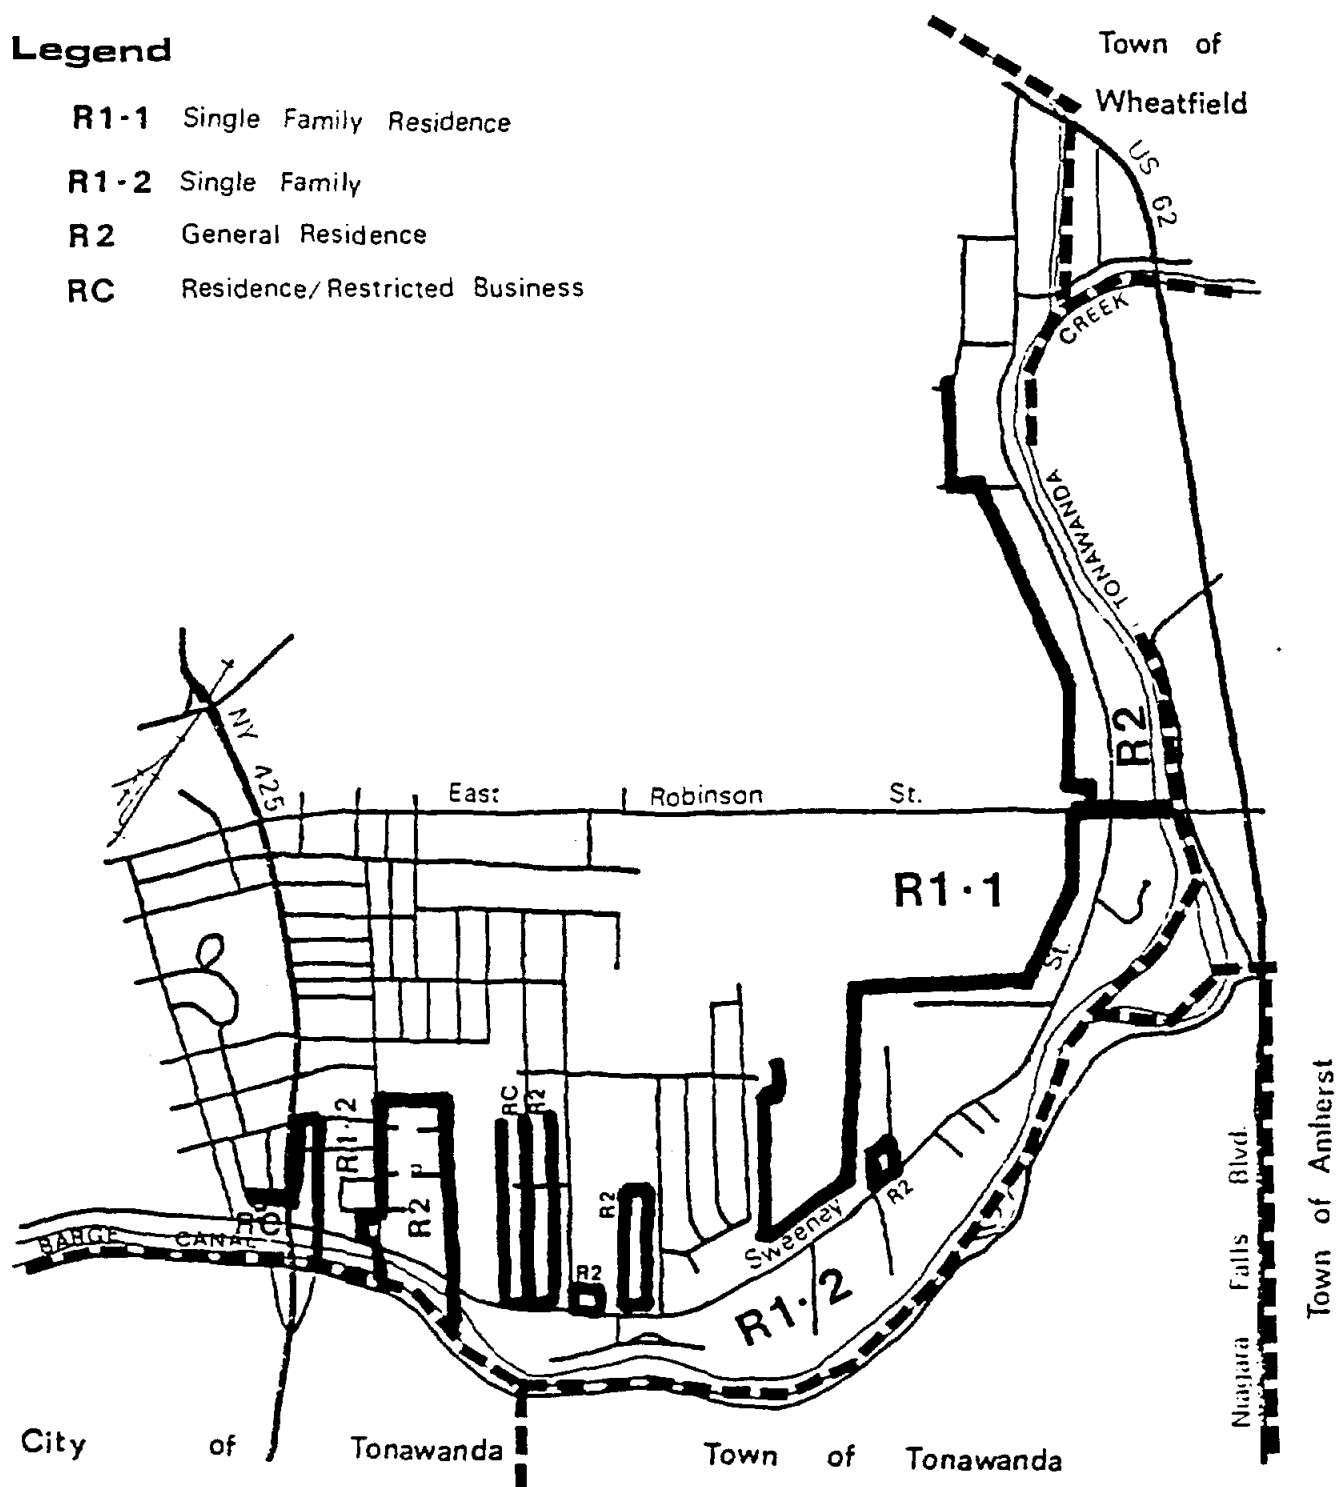 Legend
R1·1 Single Family Residence
R1·2 Single Family
R2 General Residence
RC Residence/Restricted Business
Town of
Wheatfield
US 62
CREEK
TONAWANDA
NY 425
R2
East Robinson St.
R1·1
St.
RC
R2
R1·2
R2
R2
R2
RC
BARGE CANAL
R2
Sweeney
R1·2
Niagara Falls Blvd.
Town of Amherst
City of Tonawanda
Town of Tonawanda